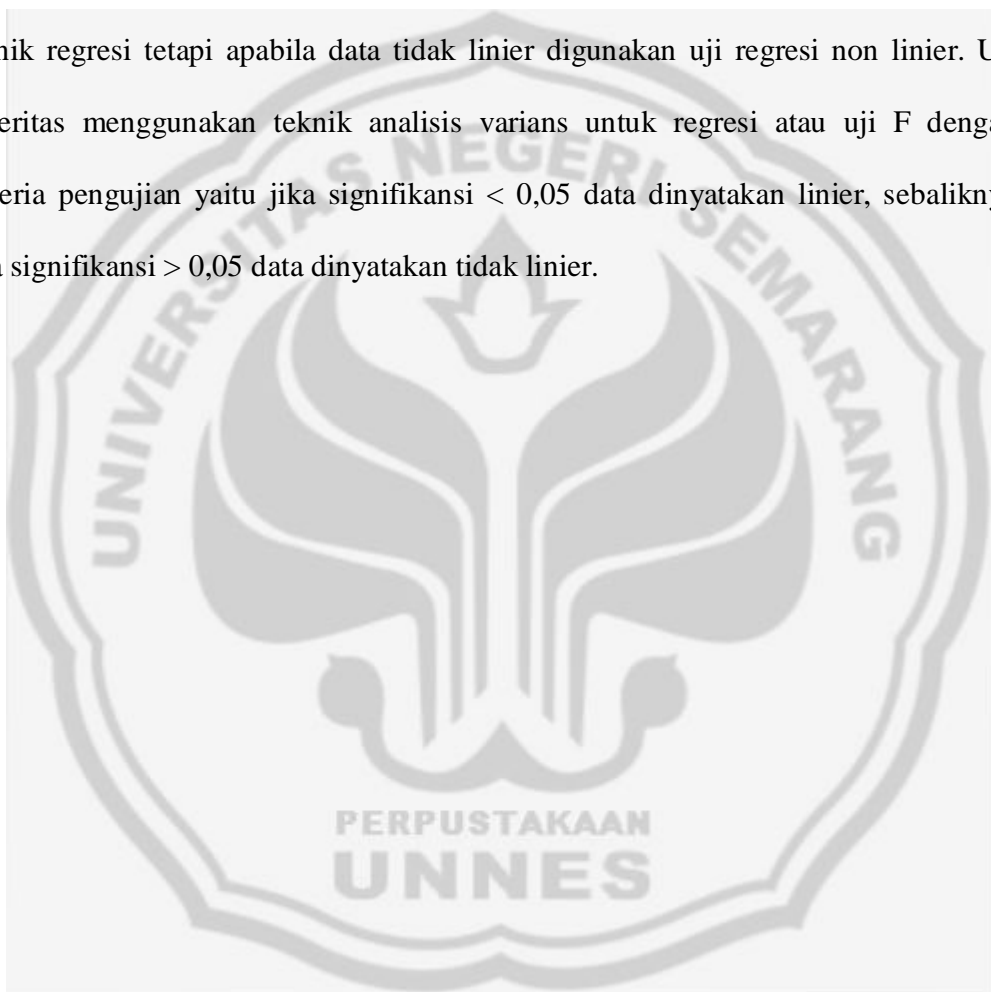 nik regresi tetapi apabila data tidak linier digunakan uji regresi non linier. U
eritas menggunakan teknik analisis varians untuk regresi atau uji F denga
eria pengujian yaitu jika signifikansi < 0,05 data dinyatakan linier, sebalikny
a signifikansi > 0,05 data dinyatakan tidak linier.
UNIVERSITAS NEGERI SEMARANG
PERPUSTAKAAN
UNNES